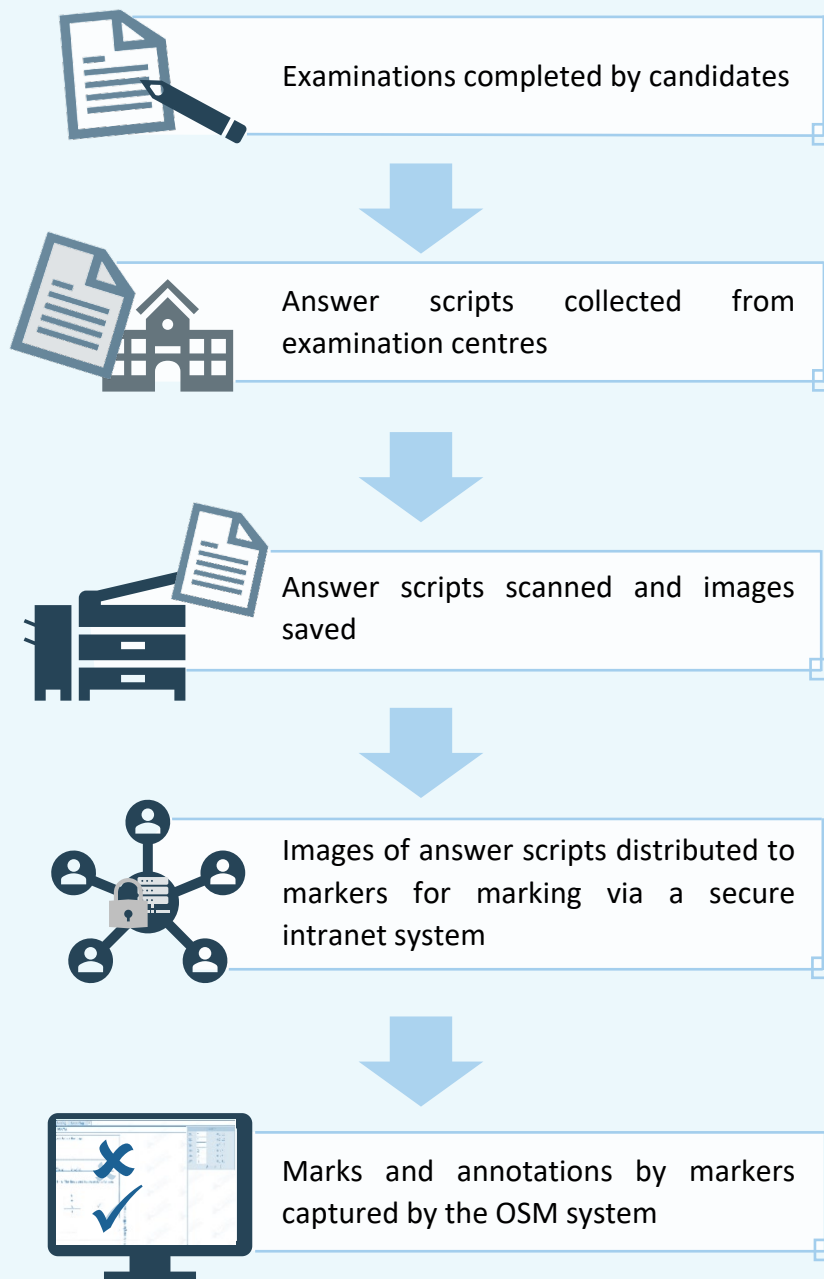 Examinations completed by candidates
Answer scripts collected from
examination centres
Answer scripts scanned and images
saved
Images of answer scripts distributed to
markers for marking via a secure
intranet system
Marks and annotations by markers
captured by the OSM system